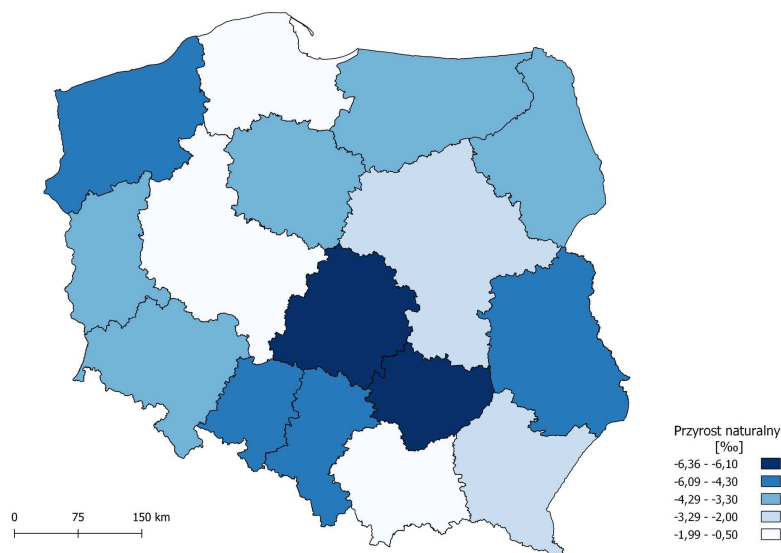 Przyrost naturalny
[‰]
-6,36 - -6,10
-6,09 - -4,30
-4,29 - -3,30
-3,29 - -2,00
-1,99 - -0,50
0 75 150 km